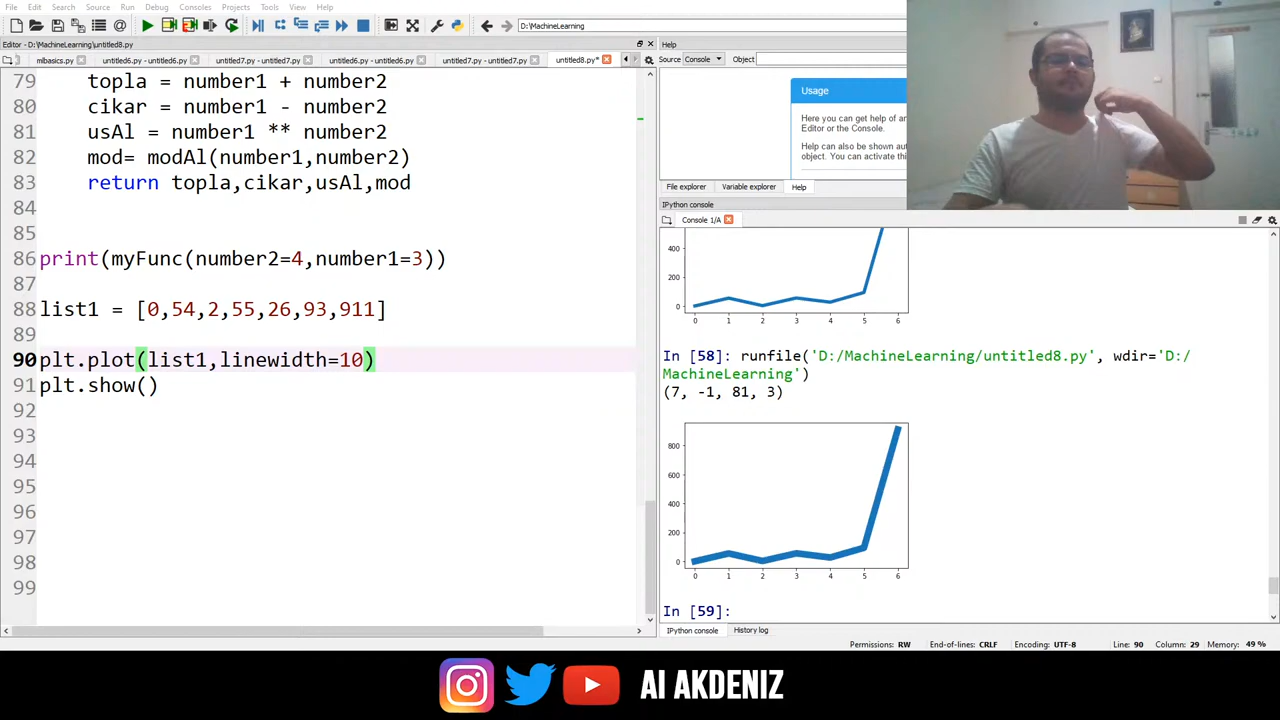 File Edit Search Source Run Debug Consoles Projects Tools View Help
D:\MachineLearning
Editor - D:\MachineLearning\untitled8.py
mlbasics.py untitled6.py - untitled6.py untitled7.py - untitled7.py untitled6.py - untitled6.py untitled7.py - untitled7.py untitled8.py*
79 topla = number1 + number2
80 cikar = number1 - number2
81 usAl = number1 ** number2
82 mod= modAl(number1,number2)
83 return topla,cikar,usAl,mod
84
85
86 print(myFunc(number2=4,number1=3))
87
88 list1 = [0,54,2,55,26,93,911]
89
90 plt.plot(list1,linewidth=10)
91 plt.show()
92
93
94
95
96
97
98
99
Help
Source Console Object
Usage
Here you can get help of an
Editor or the Console.
Help can also be shown aut
object. You can activate thi
File explorer Variable explorer Help
IPython console
Console 1/A
400
200
0
0 1 2 3 4 5 6
In [58]: runfile('D:/MachineLearning/untitled8.py', wdir='D:/
MachineLearning')
(7, -1, 81, 3)
800
600
400
200
0
0 1 2 3 4 5 6
In [59]:
IPython console History log
Permissions: RW End-of-lines: CRLF Encoding: UTF-8 Line: 90 Column: 29 Memory: 49 %
AI AKDENIZ